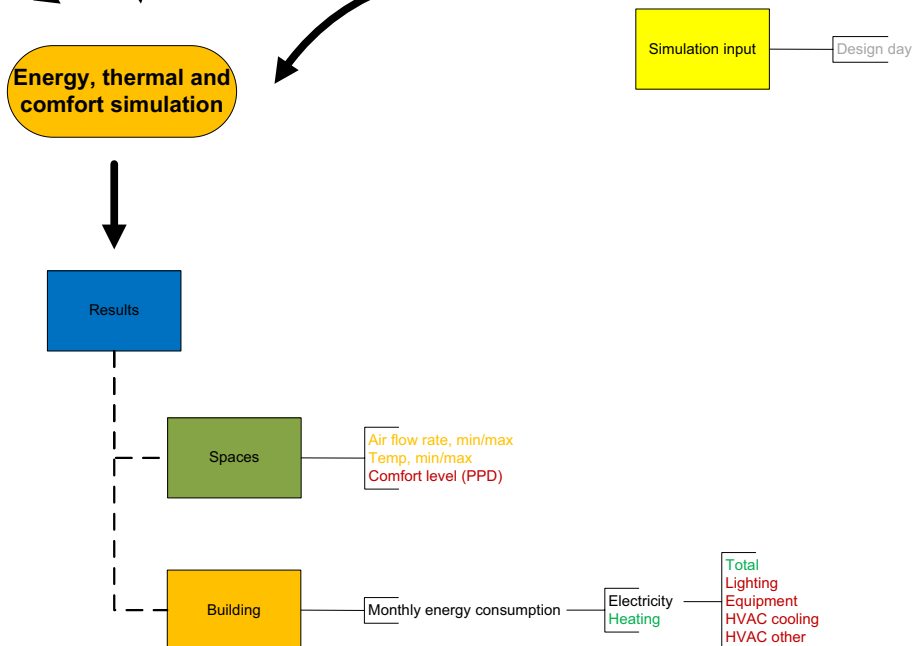 Simulation input
Design day
Energy, thermal and
comfort simulation
Results
Spaces
Air flow rate, min/max
Temp, min/max
Comfort level (PPD)
Building
Monthly energy consumption
Electricity
Heating
Total
Lighting
Equipment
HVAC cooling
HVAC other